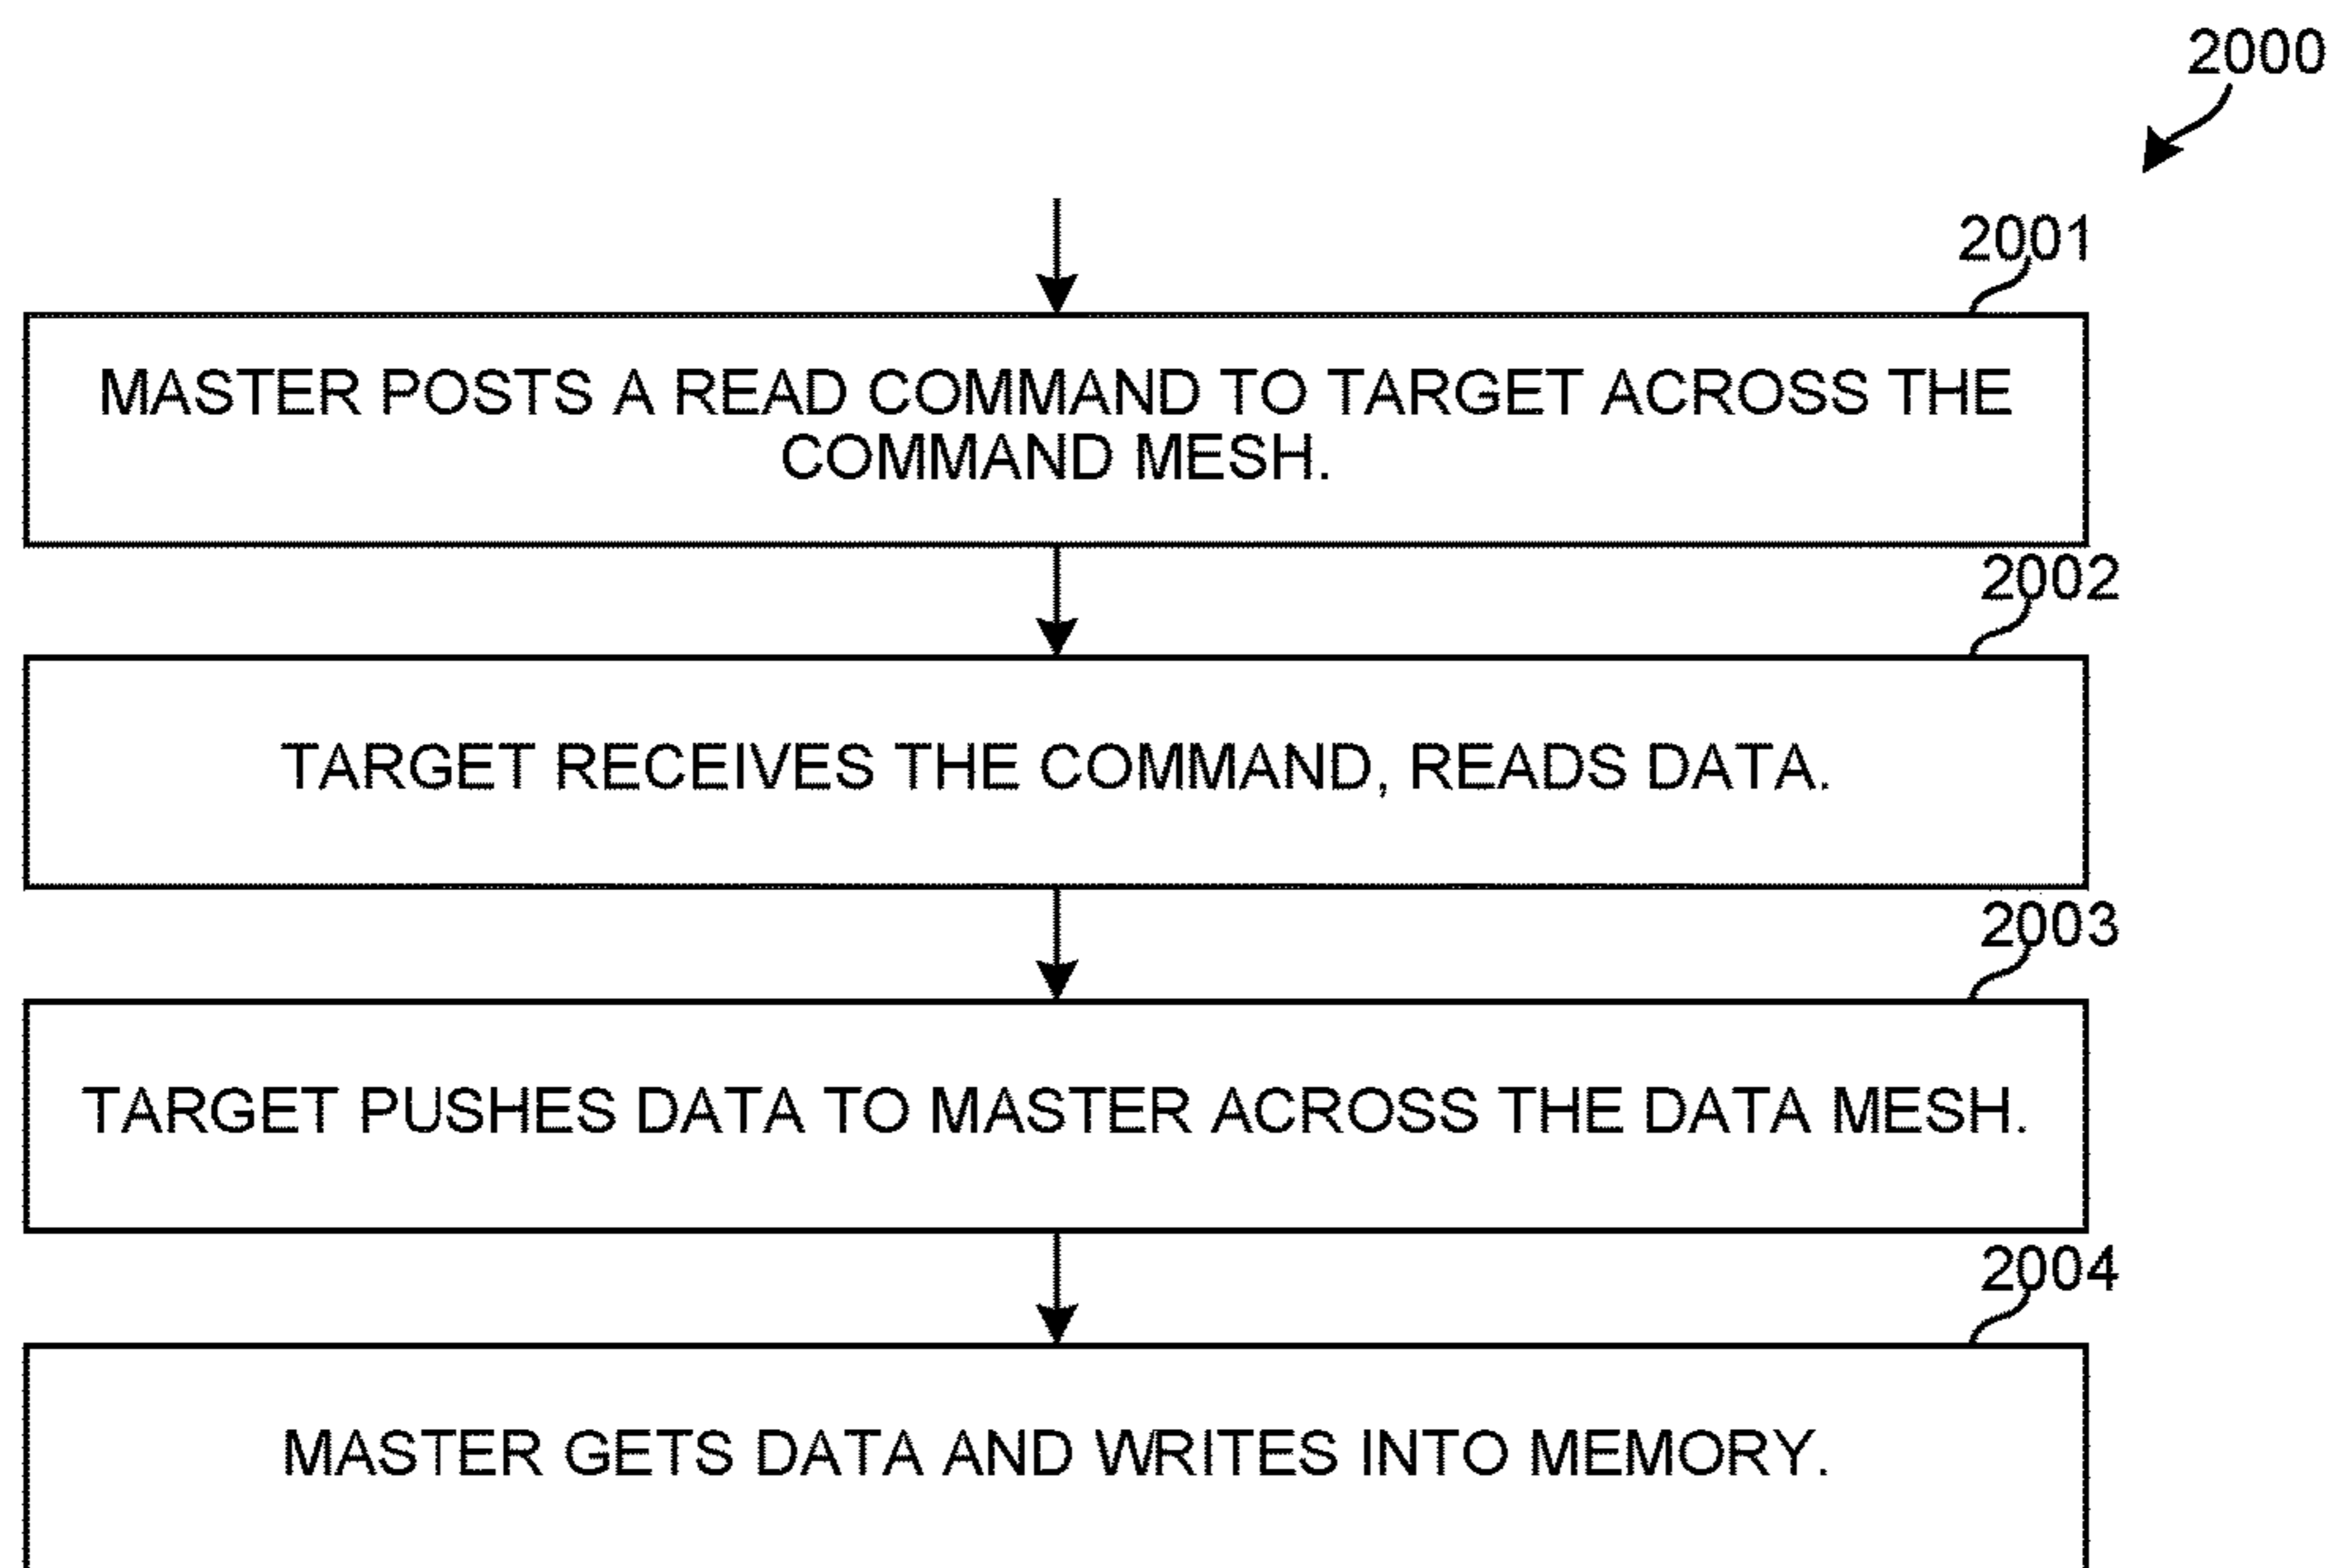 2000
2001
MASTER POSTS A READ COMMAND TO TARGET ACROSS THE
COMMAND MESH.
2002
TARGET RECEIVES THE COMMAND, READS DATA.
2003
TARGET PUSHES DATA TO MASTER ACROSS THE DATA MESH.
2004
MASTER GETS DATA AND WRITES INTO MEMORY.